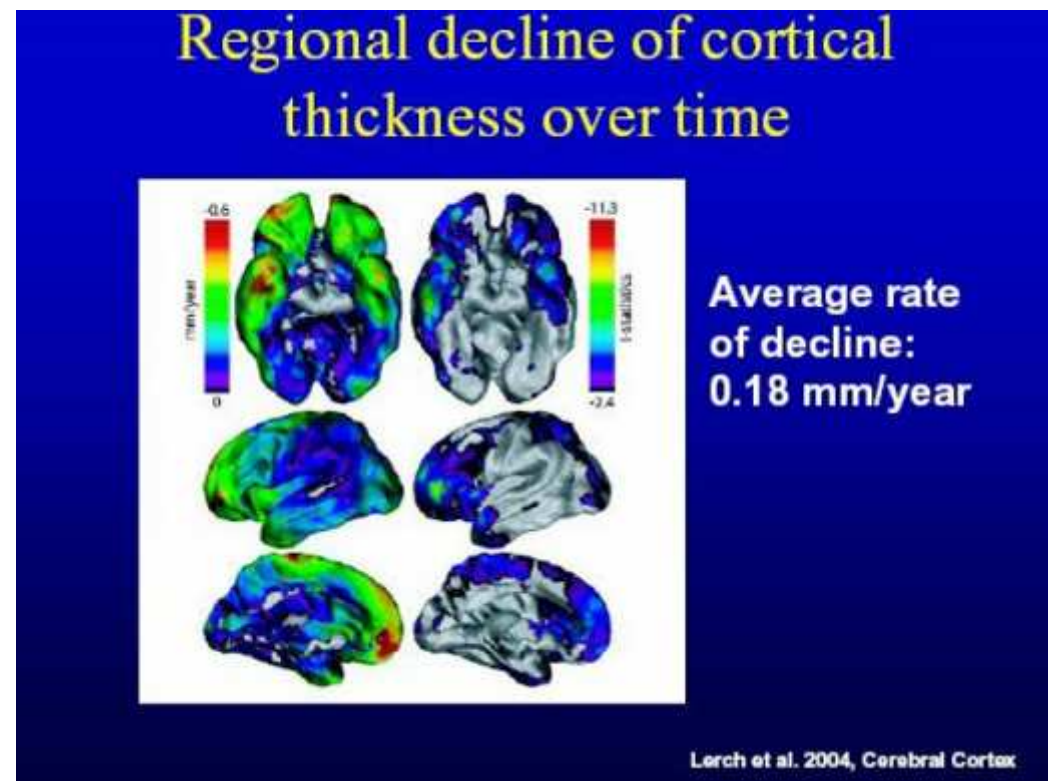 Regional decline of cortical
thickness over time
-0.6
mm/year
0
-11.3
t-statistics
-2.4
Average rate
of decline:
0.18 mm/year
Lerch et al. 2004, Cerebral Cortex